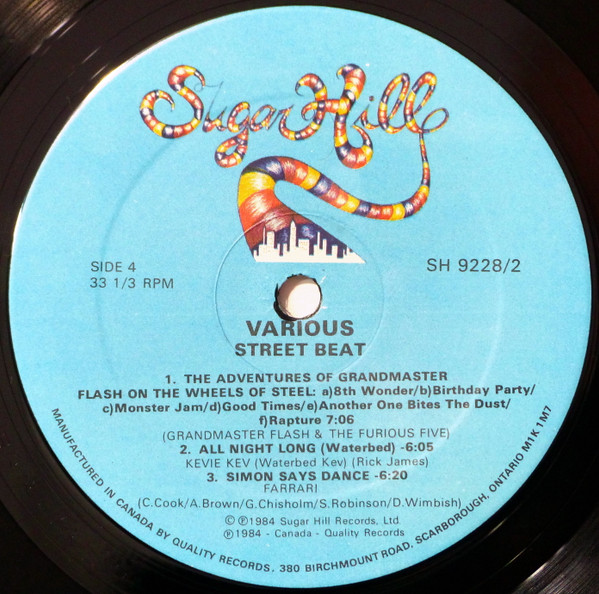 Sugar Hill
SIDE 4
33 1/3 RPM
SH 9228/2
VARIOUS
STREET BEAT
1. THE ADVENTURES OF GRANDMASTER
FLASH ON THE WHEELS OF STEEL: a)8th Wonder/b)Birthday Party/
c)Monster Jam/d)Good Times/e)Another One Bites The Dust/
f)Rapture 7:06
(GRANDMASTER FLASH & THE FURIOUS FIVE)
2. ALL NIGHT LONG (Waterbed) -6:05
KEVIE KEV (Waterbed Kev) (Rick James)
3. SIMON SAYS DANCE -6:20
FARRARI
(C.Cook/A.Brown/G.Chisholm/S.Robinson/D.Wimbish)
©℗1984 Sugar Hill Records, Ltd.
℗1984 - Canada - Quality Records
MANUFACTURED IN CANADA BY QUALITY RECORDS. 380 BIRCHMOUNT ROAD, SCARBOROUGH, ONTARIO M1K 1M7